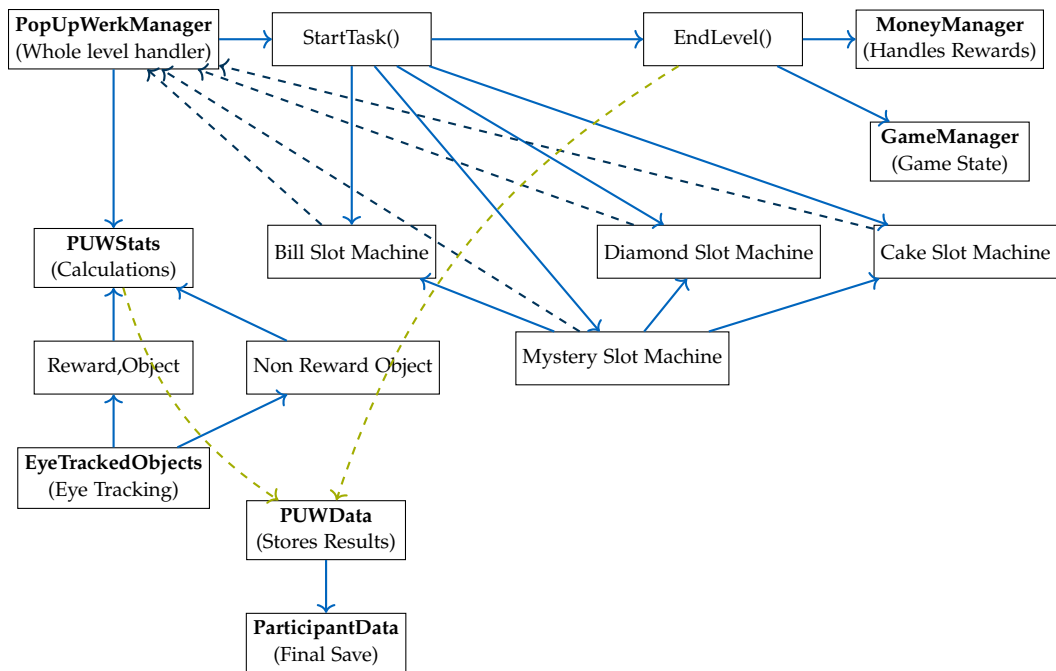 PopUpWerkManager
(Whole level handler)
StartTask()
EndLevel()
MoneyManager
(Handles Rewards)
GameManager
(Game State)
PUWStats
(Calculations)
Bill Slot Machine
Diamond Slot Machine
Cake Slot Machine
Reward,Object
Non Reward Object
Mystery Slot Machine
EyeTrackedObjects
(Eye Tracking)
PUWData
(Stores Results)
ParticipantData
(Final Save)